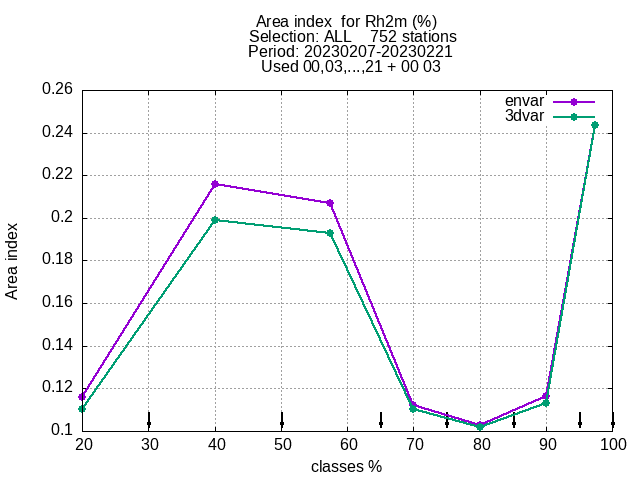 Area index  for Rh2m (%)
Selection: ALL    752 stations
Period: 20230207-20230221
Used 00,03,...,21 + 00 03
envar
3dvar
0.26
0.24
0.22
0.2
0.18
0.16
0.14
0.12
0.1
Area index
20 30 40 50 60 70 80 90 100
classes %